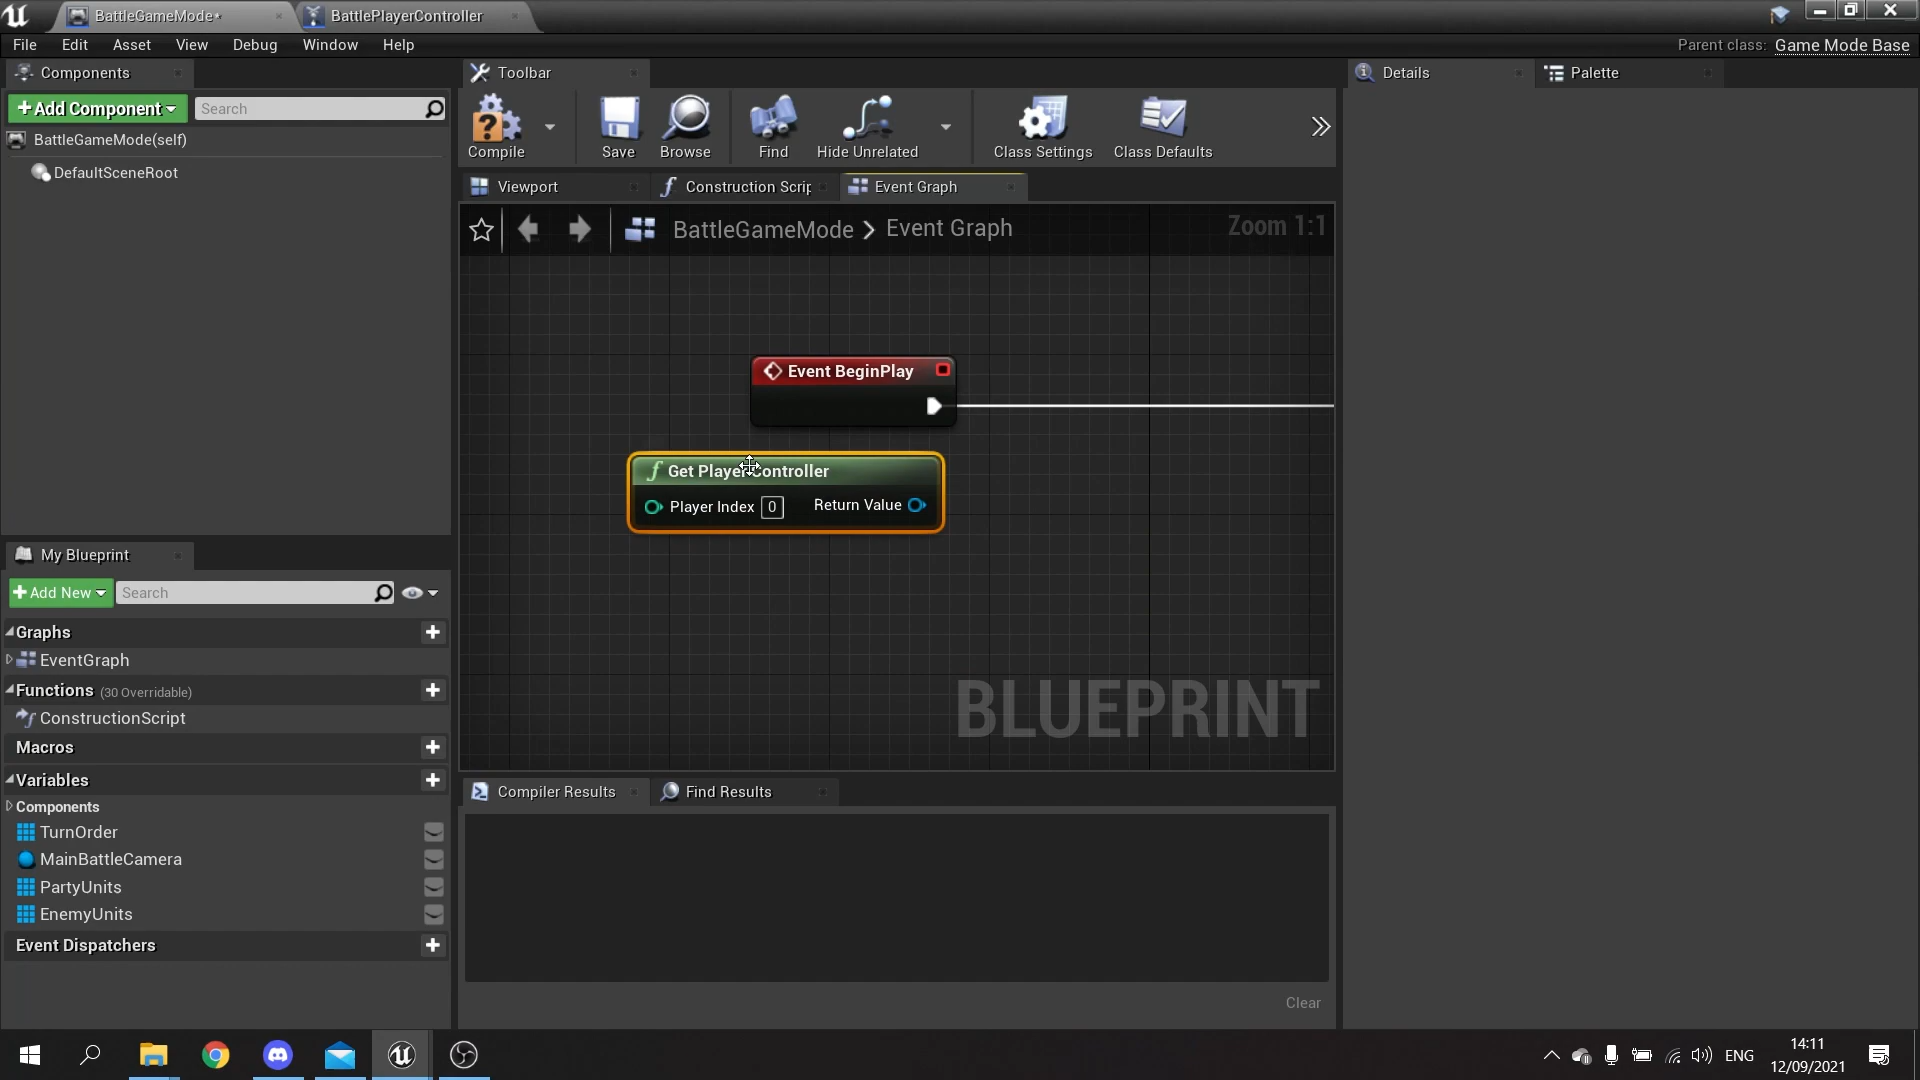 BattleGameMode*
BattlePlayerController
File
Edit
Asset
View
Debug
Window
Help
Parent class:
Game Mode Base
Components
Toolbar
Details
Palette
Add Component
Search
BattleGameMode(self)
DefaultSceneRoot
Compile
Save
Browse
Find
Hide Unrelated
Class Settings
Class Defaults
Viewport
Construction Scrip
Event Graph
BattleGameMode
Event Graph
Zoom 1:1
Event BeginPlay
Get Player Controller
Player Index
0
Return Value
BLUEPRINT
My Blueprint
Add New
Search
Graphs
EventGraph
Functions (30 Overridable)
ConstructionScript
Macros
Variables
Components
TurnOrder
MainBattleCamera
PartyUnits
EnemyUnits
Event Dispatchers
Compiler Results
Find Results
Clear
ENG
14:11
12/09/2021